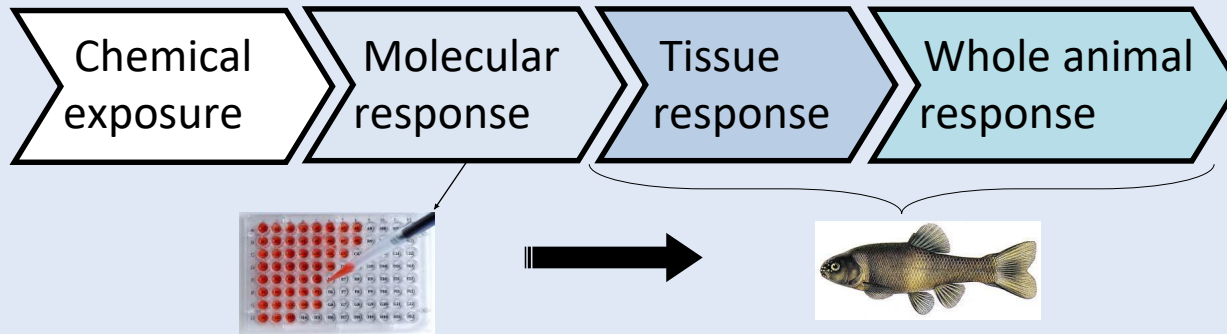 Chemical
exposure
Molecular
response
Tissue
response
Whole animal
response